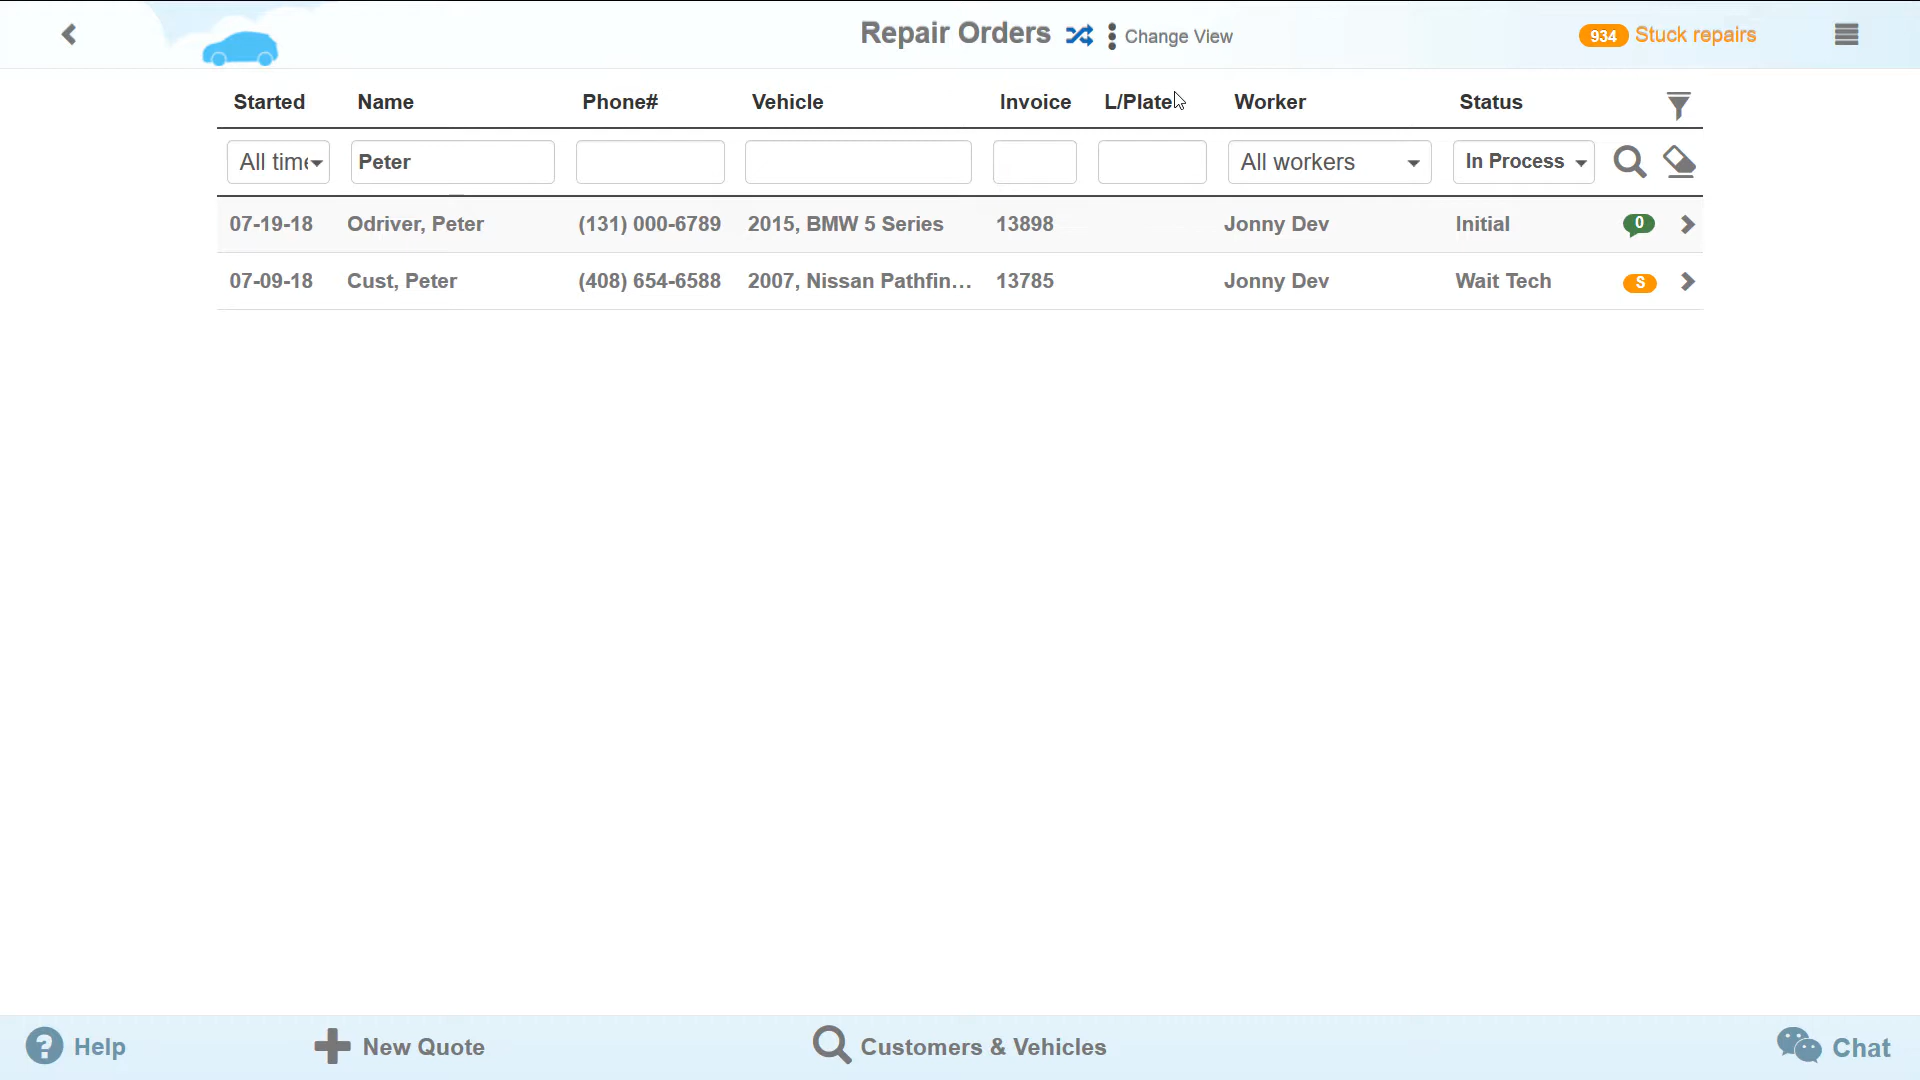 Repair Orders Change View 934 Stuck repairs
Started Name Phone# Vehicle Invoice L/Plate Worker Status
All time Peter All workers In Process
07-19-18 Odriver, Peter (131) 000-6789 2015, BMW 5 Series 13898 Jonny Dev Initial 0
07-09-18 Cust, Peter (408) 654-6588 2007, Nissan Pathfin... 13785 Jonny Dev Wait Tech S
? Help New Quote Customers & Vehicles Chat